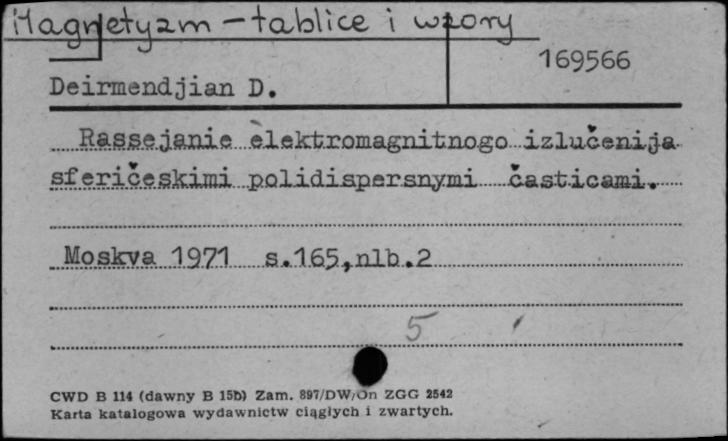 Magnetyzm – tablice i wzory
169566
Deirmendjian D.
Rassejanie èlektromagnitnogo izlučenija
sferičeskimi polidispersnymi časticami.
Moskva 1971 s.165,nlb.2
5
CWD B 114 (dawny B 15b) Zam. 897/DW/On ZGG 2542
Karta katalogowa wydawnictw ciągłych i zwartych.